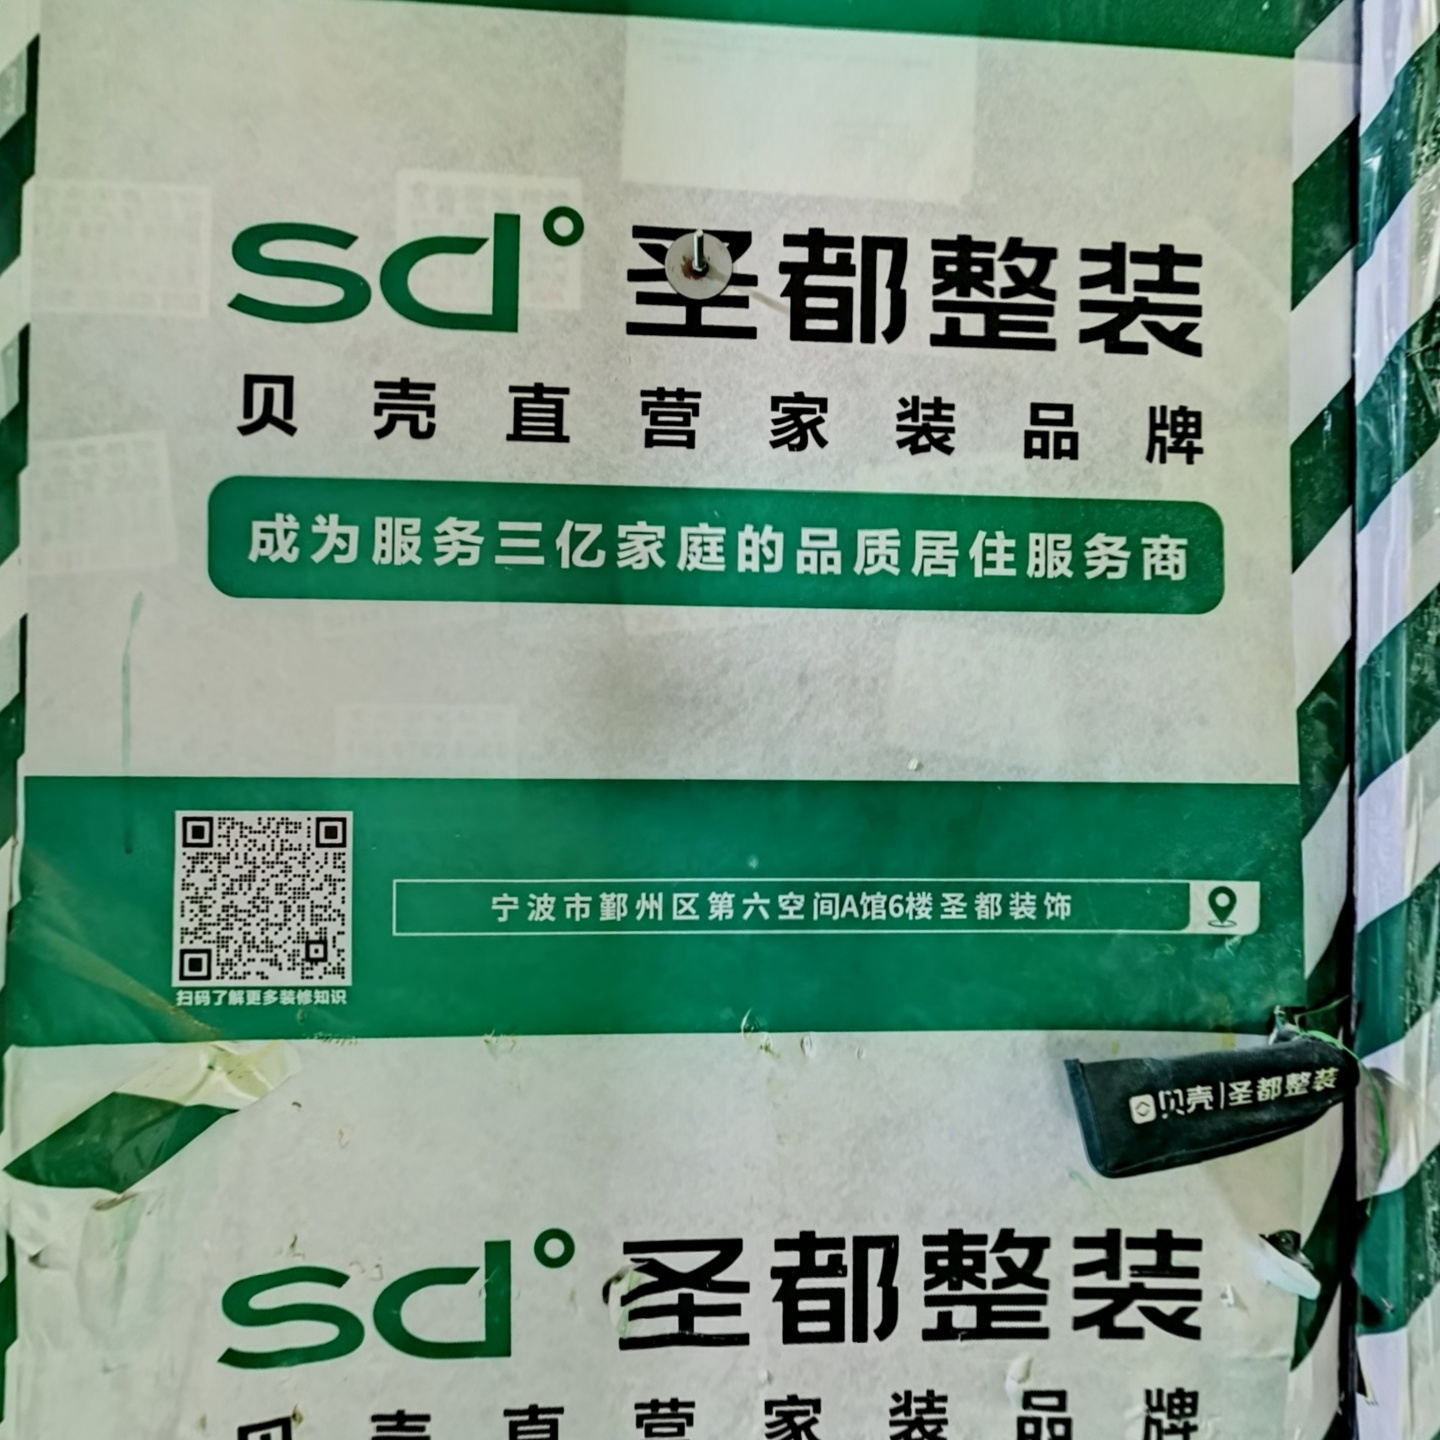 sd° 圣都整装
贝壳直营家装品牌
成为服务三亿家庭的品质居住服务商
宁波市鄞州区第六空间A馆6楼圣都装饰
扫码了解更多装修知识
贝壳|圣都整装
sd° 圣都整装
贝壳直营家装品牌